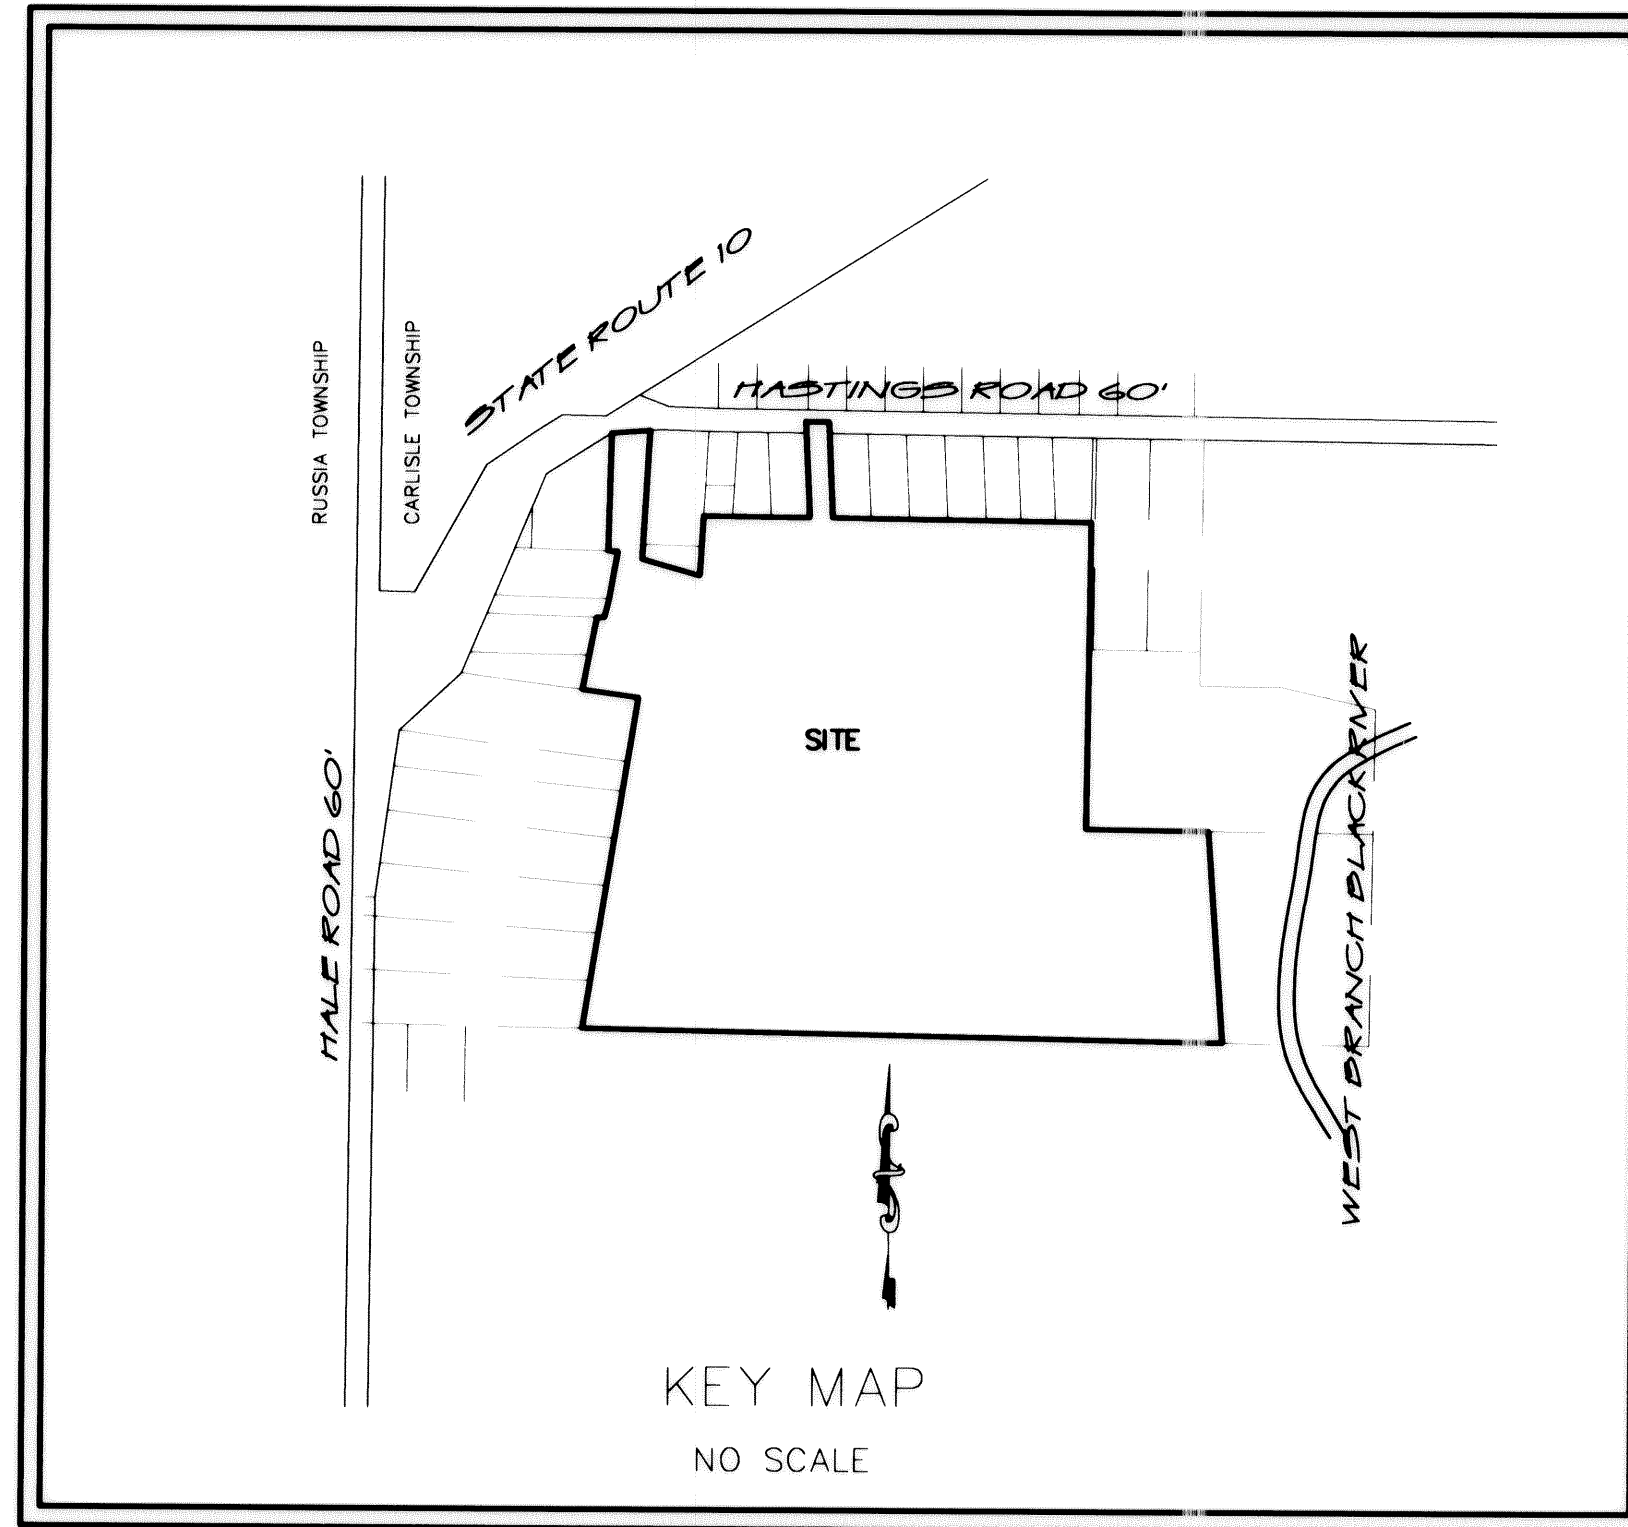 STATE ROUTE 10
HASTINGS ROAD 60'
RUSSIA TOWNSHIP
CARLISLE TOWNSHIP
SITE
HALE ROAD 60'
WEST BRANCH BLACK RIVER
KEY MAP
NO SCALE